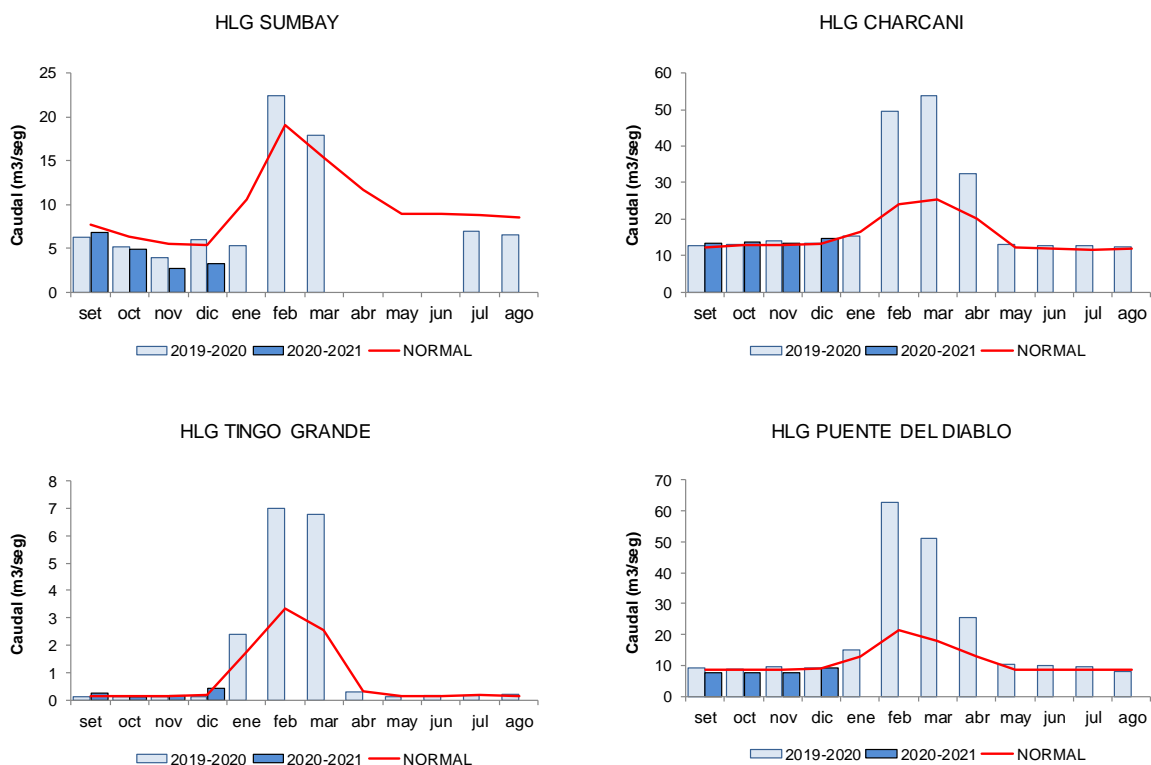 HLG SUMBAY
Caudal (m3/seg)
25
20
15
10
5
0
set oct nov dic ene feb mar abr may jun jul ago
2019-2020 2020-2021 NORMAL
HLG CHARCANI
Caudal (m3/seg)
60
50
40
30
20
10
0
set oct nov dic ene feb mar abr may jun jul ago
2019-2020 2020-2021 NORMAL
HLG TINGO GRANDE
Caudal (m3/seg)
8
7
6
5
4
3
2
1
0
set oct nov dic ene feb mar abr may jun jul ago
2019-2020 2020-2021 NORMAL
HLG PUENTE DEL DIABLO
Caudal (m3/seg)
70
60
50
40
30
20
10
0
set oct nov dic ene feb mar abr may jun jul ago
2019-2020 2020-2021 NORMAL